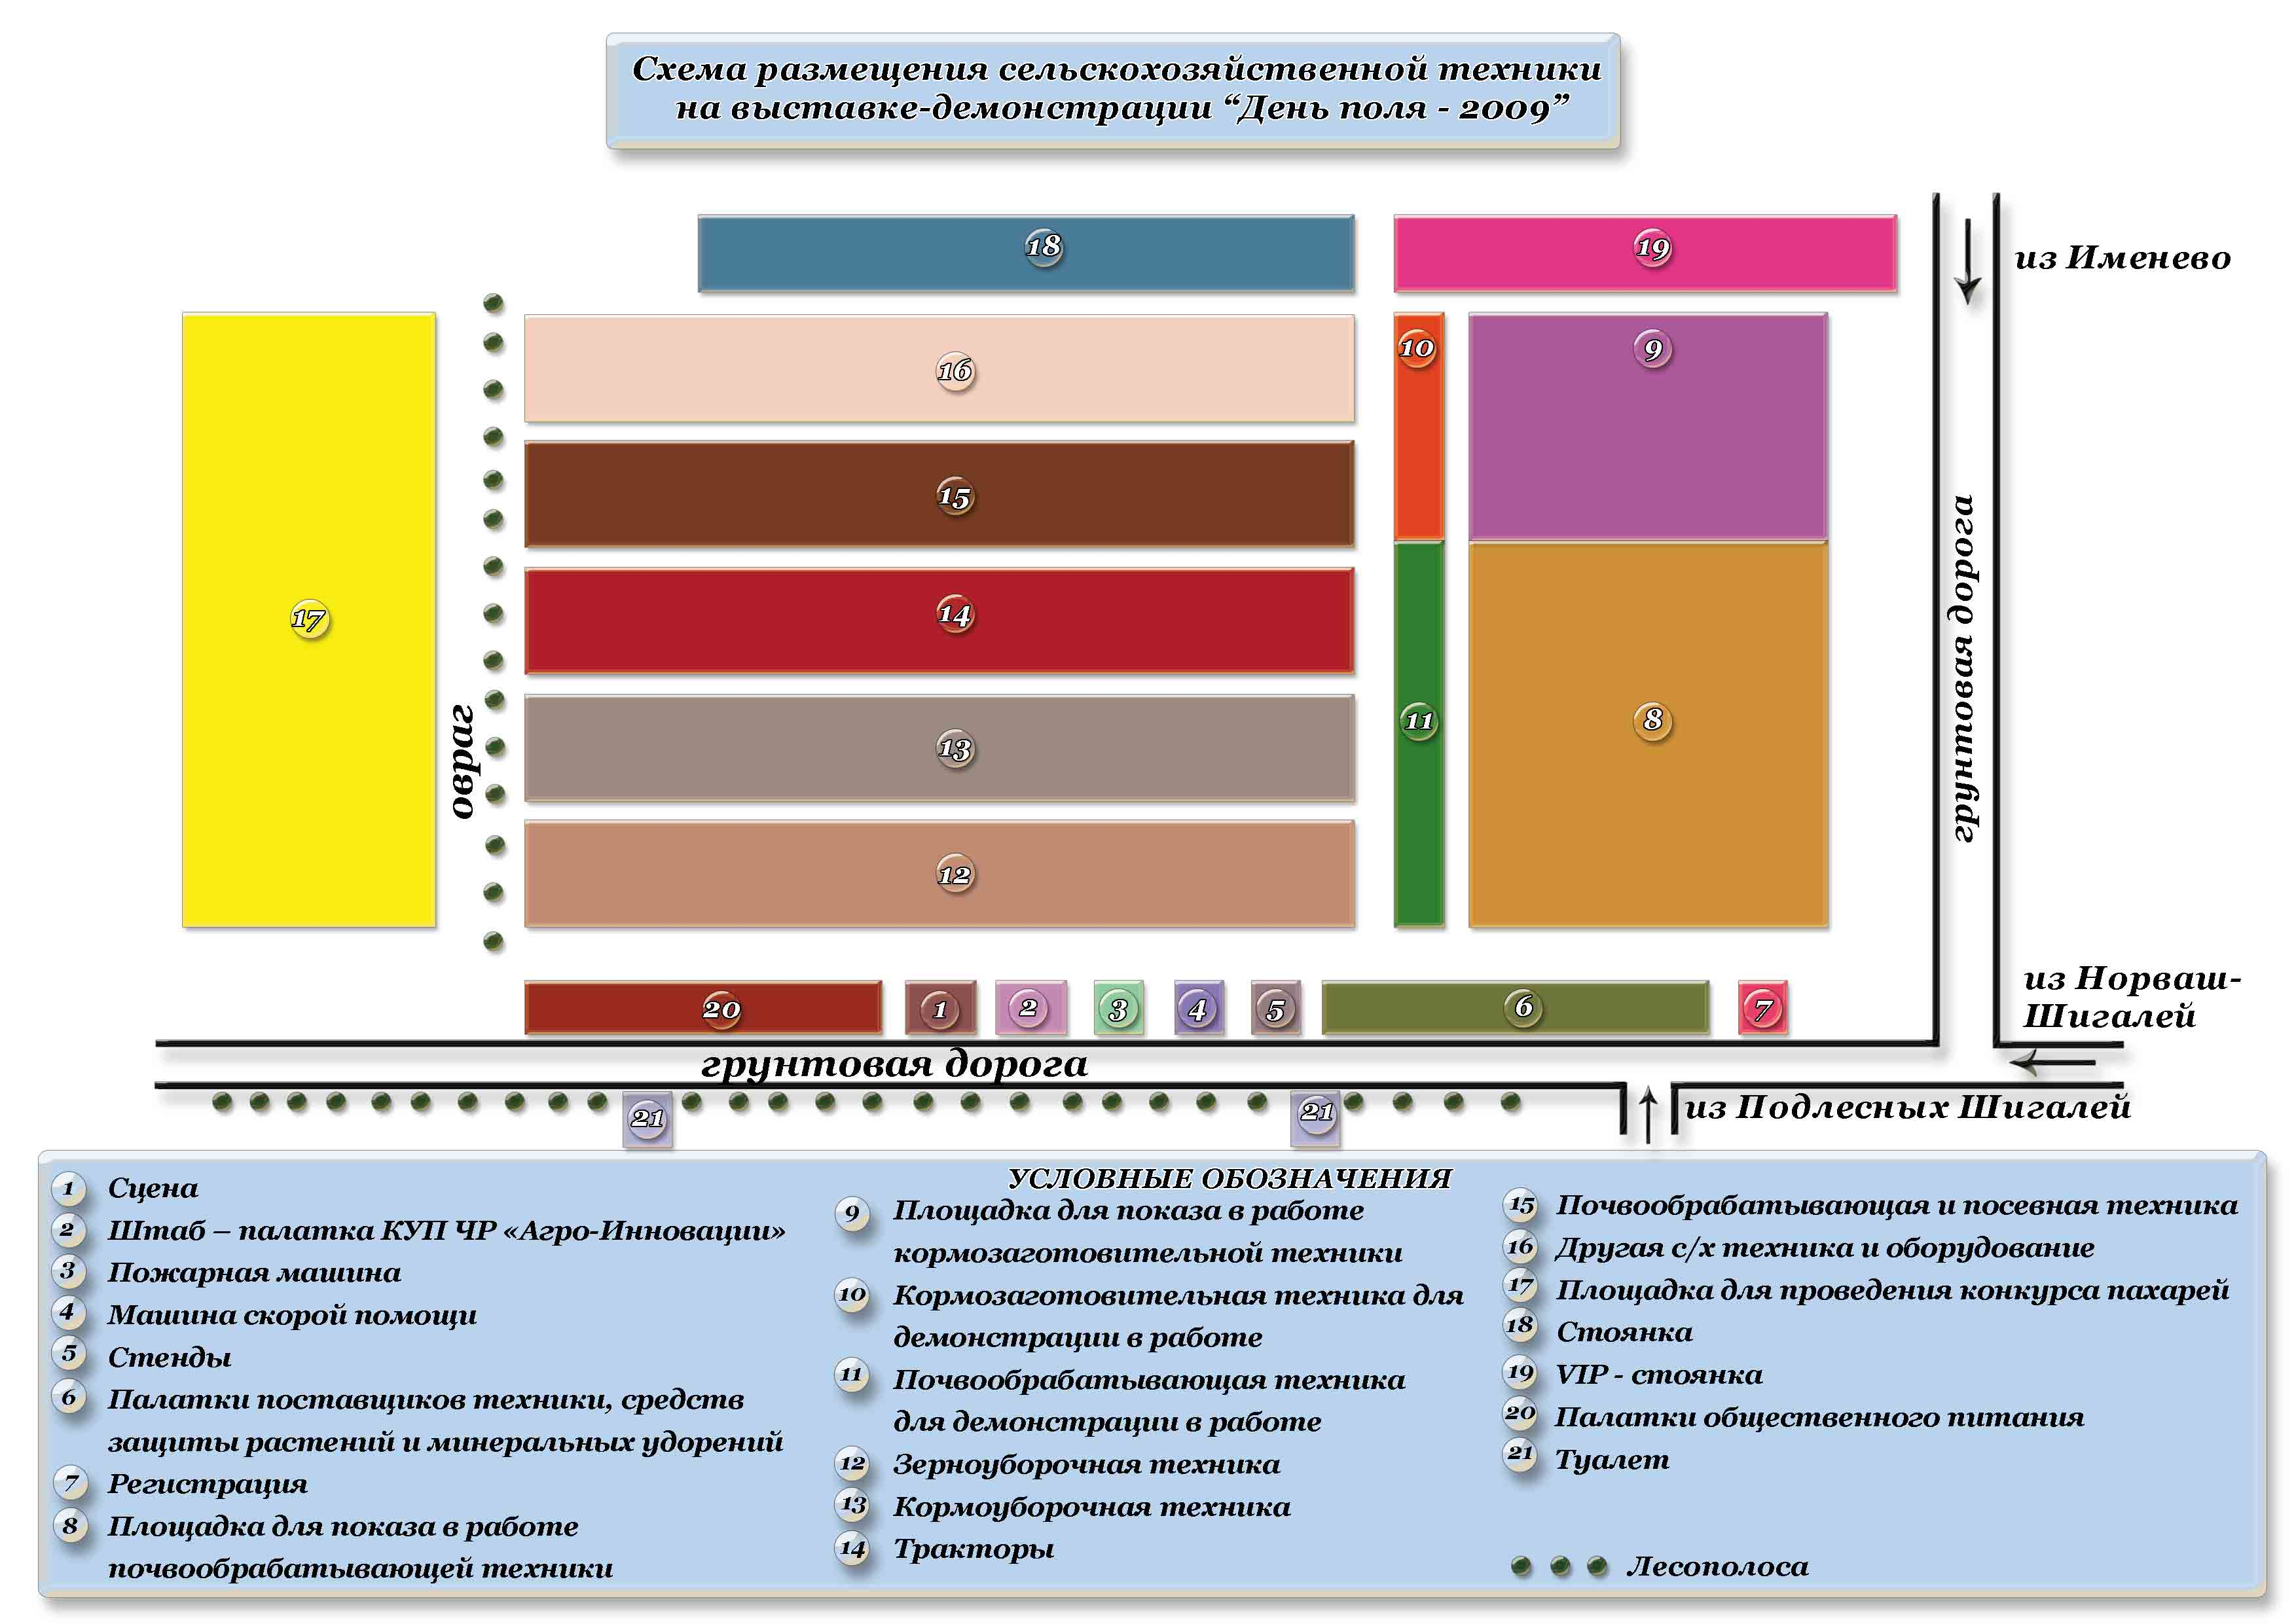 Схема размещения сельскохозяйственной техники
на выставке-демонстрации “День поля - 2009”
18
19
из Именево
16
10
9
15
грунтовая дорога
14
17
11
8
овраг
13
12
из Норваш-
Шигалей
20
1
2
3
4
5
6
7
грунтовая дорога
21
21
из Подлесных Шигалей
УСЛОВНЫЕ ОБОЗНАЧЕНИЯ
1 Сцена
2 Штаб – палатка КУП ЧР «Агро-Инновации»
3 Пожарная машина
4 Машина скорой помощи
5 Стенды
6 Палатки поставщиков техники, средств
защиты растений и минеральных удорений
7 Регистрация
8 Площадка для показа в работе
почвообрабатывающей техники
9 Площадка для показа в работе
кормозаготовительной техники
10 Кормозаготовительная техника для
демонстрации в работе
11 Почвообрабатывающая техника
для демонстрации в работе
12 Зерноуборочная техника
13 Кормоуборочная техника
14 Тракторы
15 Почвообрабатывающая и посевная техника
16 Другая с/х техника и оборудование
17 Площадка для проведения конкурса пахарей
18 Стоянка
19 VIP - стоянка
20 Палатки общественного питания
21 Туалет
Лесополоса